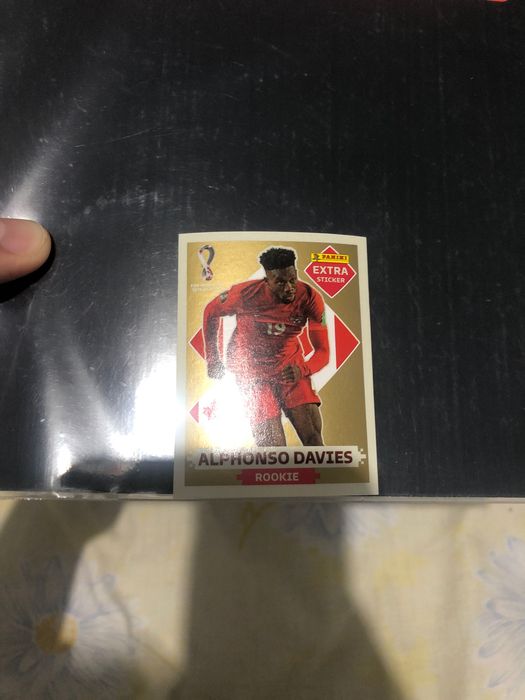 PANINI
EXTRA
STICKER
19
ALPHONSO DAVIES
ROOKIE